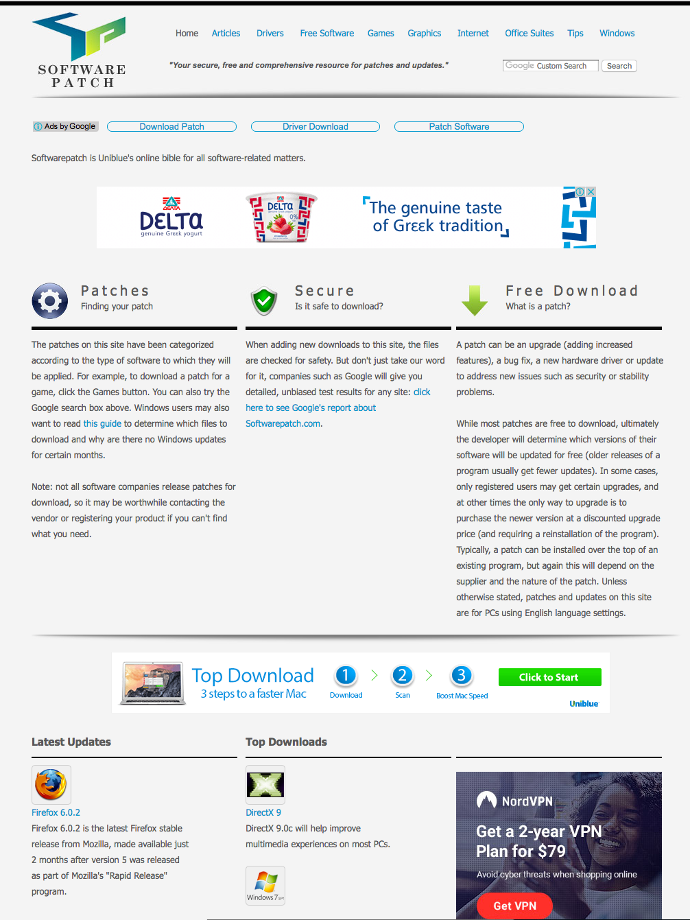 SOFTWARE
PATCH
Home Articles Drivers Free Software Games Graphics Internet Office Suites Tips Windows
"Your secure, free and comprehensive resource for patches and updates."
Google Custom Search Search
Ads by Google Download Patch Driver Download Patch Software
Softwarepatch is Uniblue's online bible for all software-related matters.
DELTA
genuine Greek yogurt
DELTA
0%
The genuine taste
of GREEK tradition
Patches
Finding your patch
The patches on this site have been categorized
according to the type of software to which they will
be applied. For example, to download a patch for a
game, click the Games button. You can also try the
Google search box above. Windows users may also
want to read this guide to determine which files to
download and why are there no Windows updates
for certain months.
Note: not all software companies release patches for
download, so it may be worthwhile contacting the
vendor or registering your product if you can't find
what you need.
Secure
Is it safe to download?
When adding new downloads to this site, the files
are checked for safety. But don't just take our word
for it, companies such as Google will give you
detailed, unbiased test results for any site: click
here to see Google's report about
Softwarepatch.com.
Free Download
What is a patch?
A patch can be an upgrade (adding increased
features), a bug fix, a new hardware driver or update
to address new issues such as security or stability
problems.
While most patches are free to download, ultimately
the developer will determine which versions of their
software will be updated for free (older releases of a
program usually get fewer updates). In some cases,
only registered users may get certain upgrades, and
at other times the only way to upgrade is to
purchase the newer version at a discounted upgrade
price (and requiring a reinstallation of the program).
Typically, a patch can be installed over the top of an
existing program, but again this will depend on the
supplier and the nature of the patch. Unless
otherwise stated, patches and updates on this site
are for PCs using English language settings.
Top Download
3 steps to a faster Mac
1 2 3
Download Scan Boost Mac Speed
Click to Start
Uniblue
Latest Updates
Firefox 6.0.2
Firefox 6.0.2 is the latest Firefox stable
release from Mozilla, made available just
2 months after version 5 was released
as part of Mozilla's "Rapid Release"
program.
Top Downloads
DirectX 9
DirectX 9.0c will help improve
multimedia experiences on most PCs.
Windows 7
NordVPN
Get a 2-year VPN
Plan for $79
Avoid cyber threats when shopping online
Get VPN